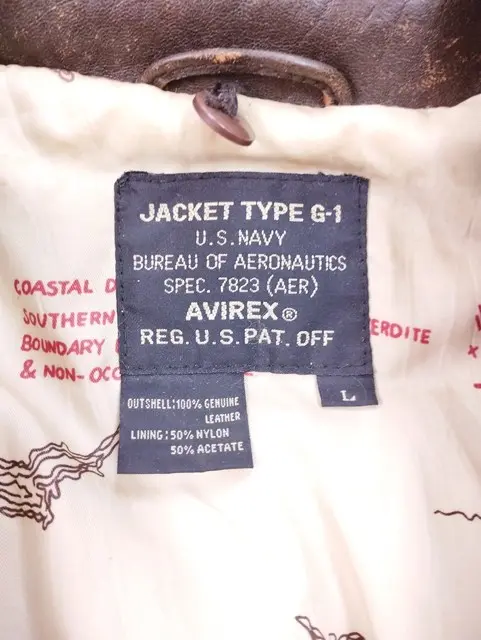 JACKET TYPE G-1
U.S. NAVY
BUREAU OF AERONAUTICS
SPEC. 7823 (AER)
AVIREX®
REG. U.S. PAT. OFF
L
OUTSHELL:100% GENUINE
LEATHER
LINING:50% NYLON
50% ACETATE
COASTAL
SOUTHERN
BOUNDARY
& NON-OCC
ERDITE